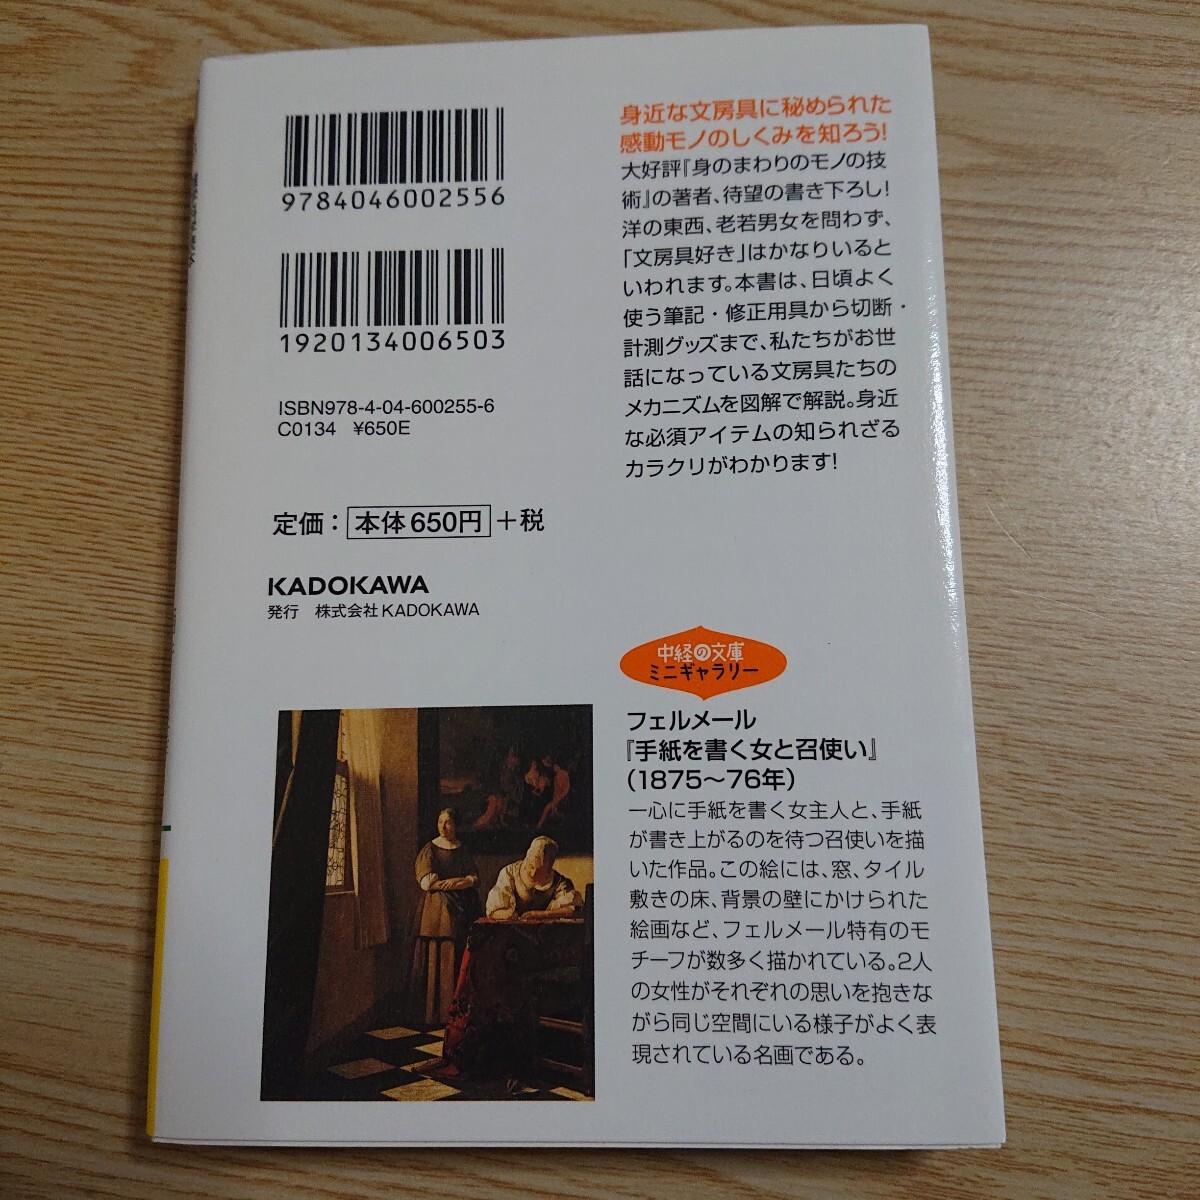 9784046002556
1920134006503
ISBN978-4-04-600255-6
C0134 ¥650E
定価：本体650円+税
KADOKAWA
発行 株式会社KADOKAWA
身近な文房具に秘められた
感動モノのしくみを知ろう!
大好評『身のまわりのモノの技
術』の著者、待望の書き下ろし!
洋の東西、老若男女を問わず、
「文房具好き」はかなりいると
いわれます。本書は、日頃よく
使う筆記・修正用具から切断・
計測グッズまで、私たちがお世
話になっている文房具たちの
メカニズムを図解で解説。身近
な必須アイテムの知られざる
カラクリがわかります!
中経の文庫
ミニギャラリー
フェルメール
『手紙を書く女と召使い』
(1875〜76年)
一心に手紙を書く女主人と、手紙
が書き上がるのを待つ召使いを描
いた作品。この絵には、窓、タイル
敷きの床、背景の壁にかけられた
絵画など、フェルメール特有のモ
チーフが数多く描かれている。2人
の女性がそれぞれの思いを抱きな
がら同じ空間にいる様子がよく表
現されている名画である。